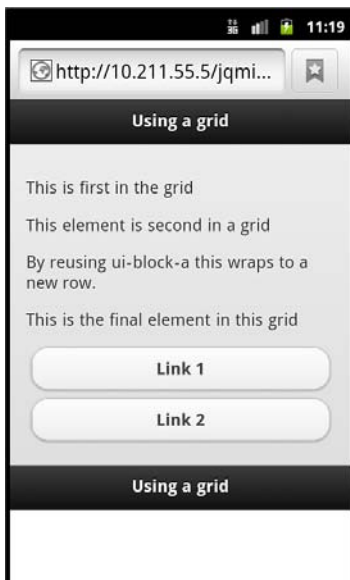 3G 11:19
http://10.211.55.5/jqmi...
Using a grid
This is first in the grid
This element is second in a grid
By reusing ui-block-a this wraps to a
new row.
This is the final element in this grid
Link 1
Link 2
Using a grid